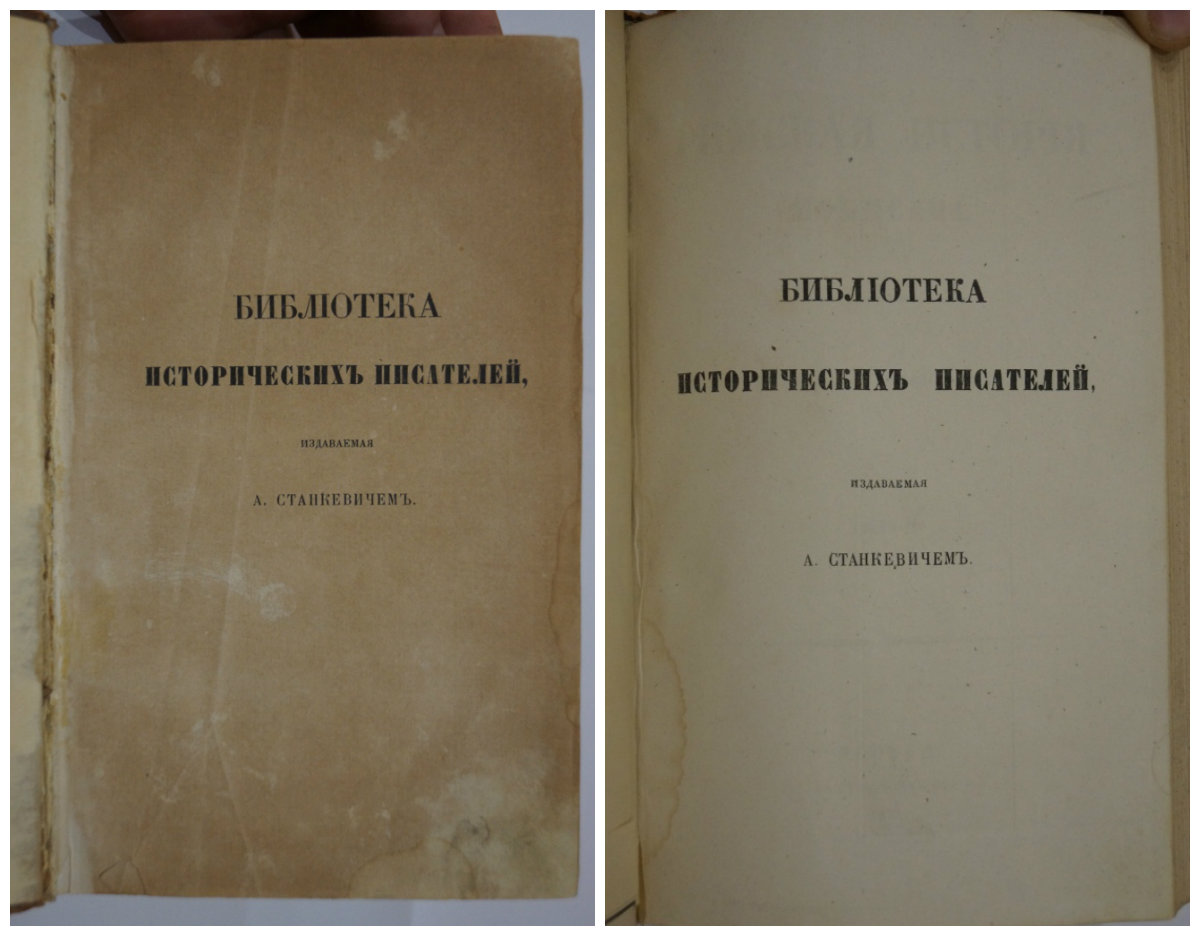 БИБЛІОТЕКА
ИСТОРИЧЕСКИХЪ ПИСАТЕЛЕЙ,
ИЗДАВАЕМАЯ
А. СТАНКЕВИЧЕМЪ.
БИБЛІОТЕКА
ИСТОРИЧЕСКИХЪ ПИСАТЕЛЕЙ,
ИЗДАВАЕМАЯ
А. СТАНКЕВИЧЕМЪ.